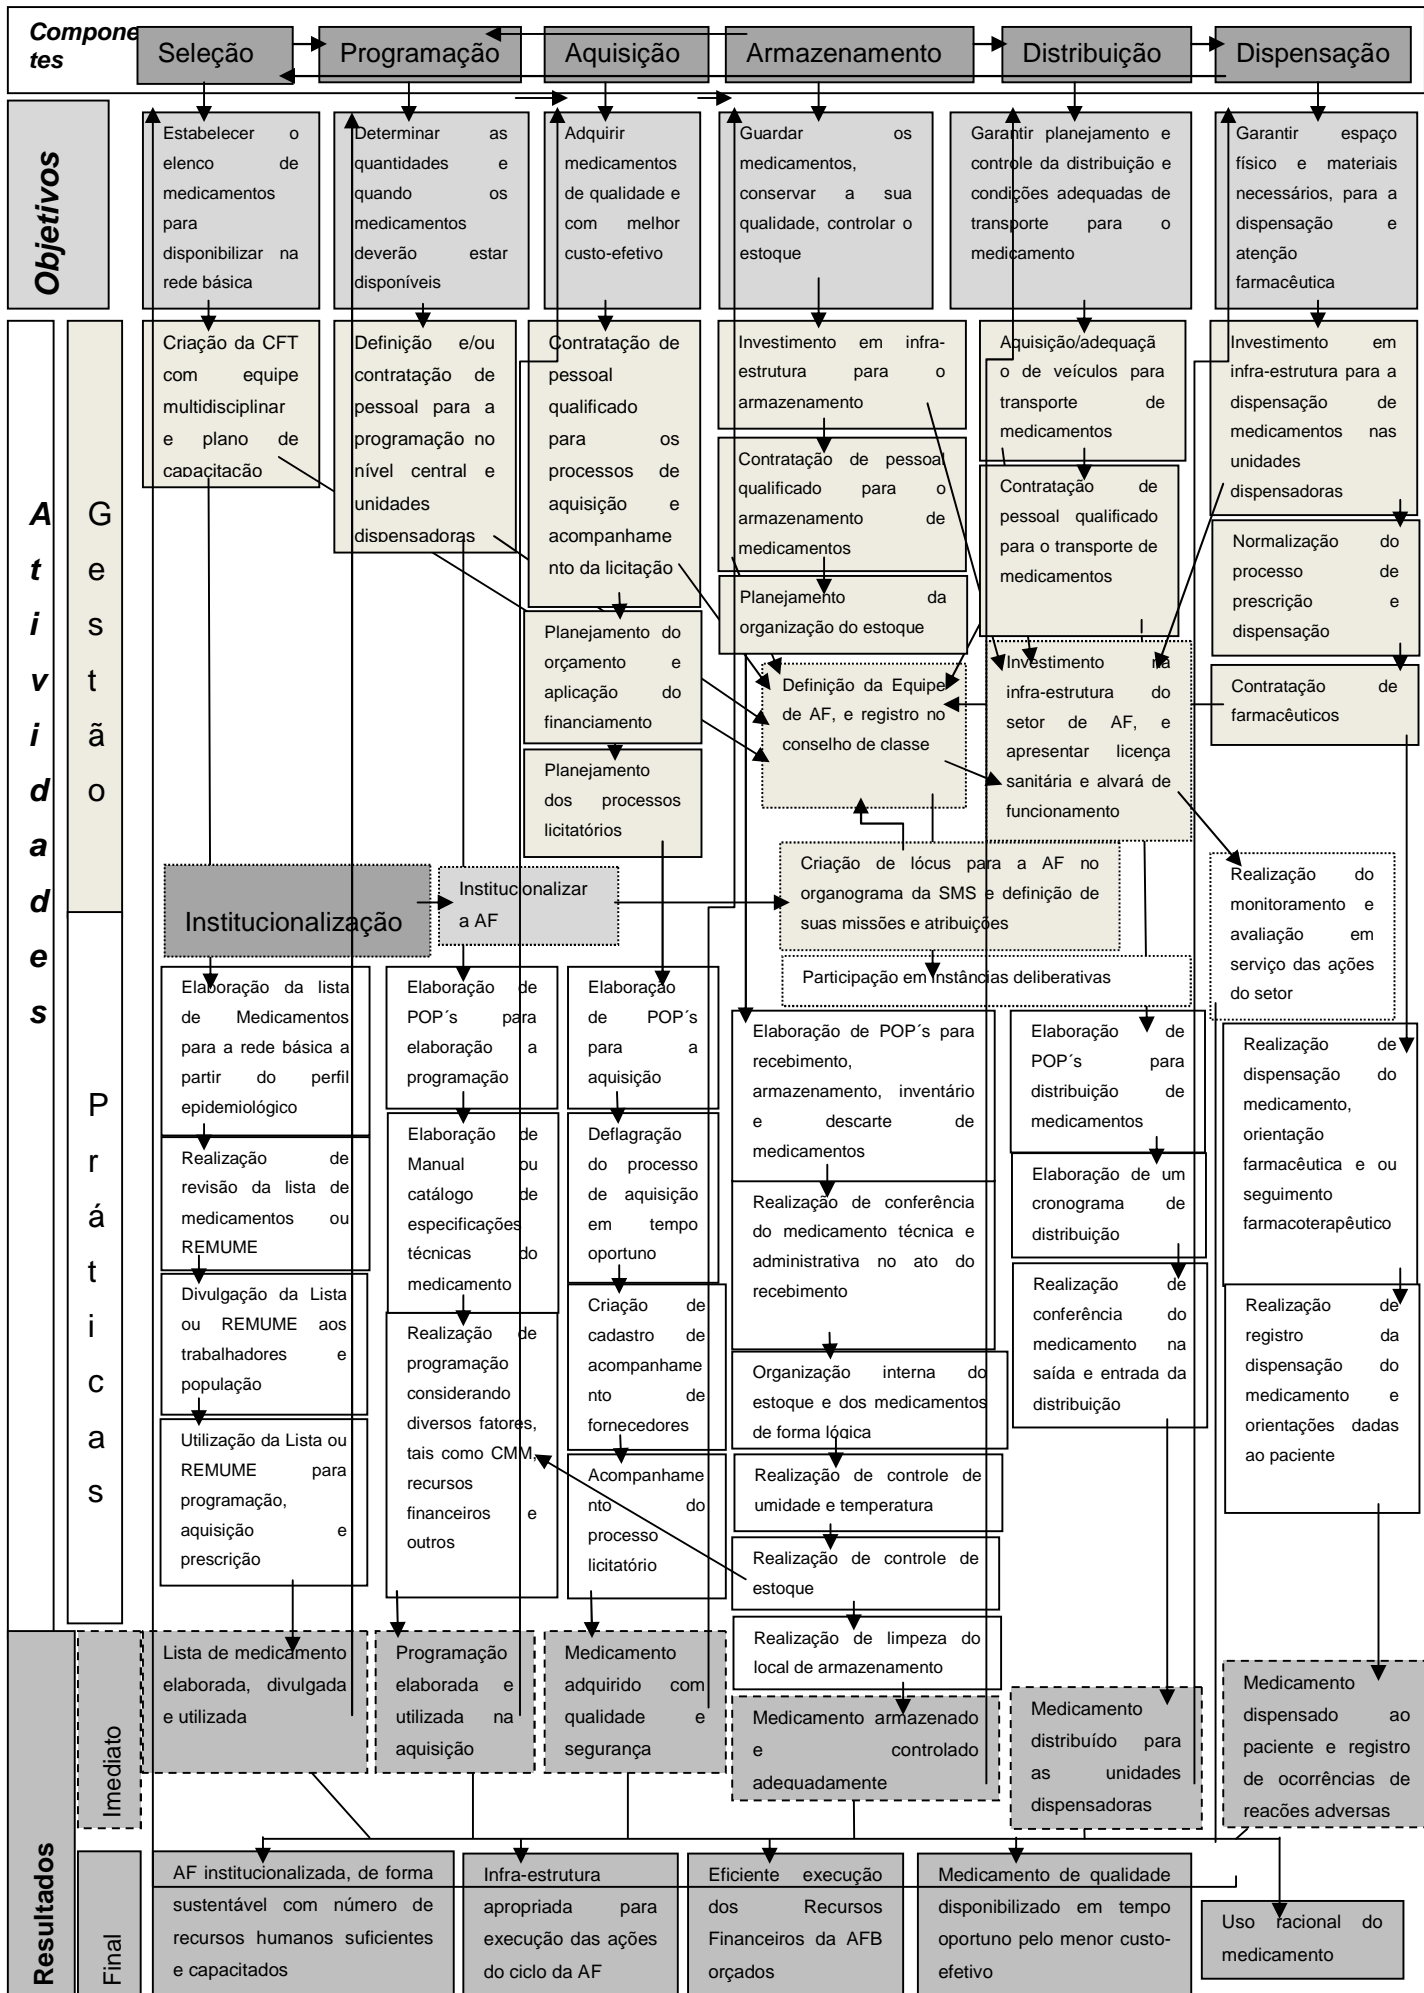 Compone
tes
Seleção
Programação
Aquisição
Armazenamento
Distribuição
Dispensação
Objetivos
Estabelecer o
elenco de
medicamentos
para
disponibilizar na
rede básica
Determinar as
quantidades e
quando os
medicamentos
deverão estar
disponíveis
Adquirir
medicamentos
de qualidade e
com melhor
custo-efetivo
Guardar os
medicamentos,
conservar a sua
qualidade, controlar o
estoque
Garantir planejamento e
controle da distribuição e
condições adequadas de
transporte para o
medicamento
Garantir espaço
físico e materiais
necessários, para a
dispensação e
atenção
farmacêutica
Atividades
Gestão
Criação da CFT
com equipe
multidisciplinar
e plano de
capacitação
Definição e/ou
contratação de
pessoal para a
programação no
nível central e
unidades
dispensadoras
Contratação de
pessoal
qualificado
para os
processos de
aquisição e
acompanhame
nto da licitação
Planejamento do
orçamento e
aplicação do
financiamento
Planejamento
dos processos
licitatórios
Investimento em infra-
estrutura para o
armazenamento
Contratação de pessoal
qualificado para o
armazenamento de
medicamentos
Planejamento da
organização do estoque
Definição da Equipe
de AF, e registro no
conselho de classe
Aquisição/adequaçã
o de veículos para
transporte de
medicamentos
Contratação de
pessoal qualificado
para o transporte de
medicamentos
Investimento na
infra-estrutura do
setor de AF, e
apresentar licença
sanitária e alvará de
funcionamento
Investimento em
infra-estrutura para a
dispensação de
medicamentos nas
unidades
dispensadoras
Normalização do
processo de
prescrição e
dispensação
Contratação de
farmacêuticos
Institucionalização
Institucionalizar
a AF
Criação de lócus para a AF no
organograma da SMS e definição de
suas missões e atribuições
Participação em instâncias deliberativas
Realização do
monitoramento e
avaliação em
serviço das ações
do setor
Práticas
Elaboração da lista
de Medicamentos
para a rede básica a
partir do perfil
epidemiológico
Realização de
revisão da lista de
medicamentos ou
REMUME
Divulgação da Lista
ou REMUME aos
trabalhadores e
população
Utilização da Lista ou
REMUME para
programação,
aquisição e
prescrição
Elaboração de
POP´s para
elaboração a
programação
Elaboração de
Manual ou
catálogo de
especificações
técnicas do
medicamento
Realização de
programação
considerando
diversos fatores,
tais como CMM,
recursos
financeiros e
outros
Elaboração
de POP´s
para a
aquisição
Deflagração
do processo
de aquisição
em tempo
oportuno
Criação de
cadastro de
acompanhame
nto de
fornecedores
Acompanhame
nto do
processo
licitatório
Elaboração de POP´s para
recebimento,
armazenamento, inventário
e descarte de
medicamentos
Realização de conferência
do medicamento técnica e
administrativa no ato do
recebimento
Organização interna do
estoque e dos medicamentos
de forma lógica
Realização de controle de
umidade e temperatura
Realização de controle de
estoque
Realização de limpeza do
local de armazenamento
Elaboração de
POP´s para
distribuição de
medicamentos
Elaboração de um
cronograma de
distribuição
Realização de
conferência do
medicamento na
saída e entrada da
distribuição
Realização de
dispensação do
medicamento,
orientação
farmacêutica e ou
seguimento
farmacoterapêutico
Realização de
registro da
dispensação do
medicamento e
orientações dadas
ao paciente
Resultados
Imediato
Lista de medicamento
elaborada, divulgada
e utilizada
Programação
elaborada e
utilizada na
aquisição
Medicamento
adquirido com
qualidade e
segurança
Medicamento armazenado
e controlado
adequadamente
Medicamento
distribuído para
as unidades
dispensadoras
Medicamento
dispensado ao
paciente e registro
de ocorrências de
reações adversas
Final
AF institucionalizada, de forma
sustentável com número de
recursos humanos suficientes
e capacitados
Infra-estrutura
apropriada para
execução das ações
do ciclo da AF
Eficiente execução
dos Recursos
Financeiros da AFB
orçados
Medicamento de qualidade
disponibilizado em tempo
oportuno pelo menor custo-
efetivo
Uso racional do
medicamento